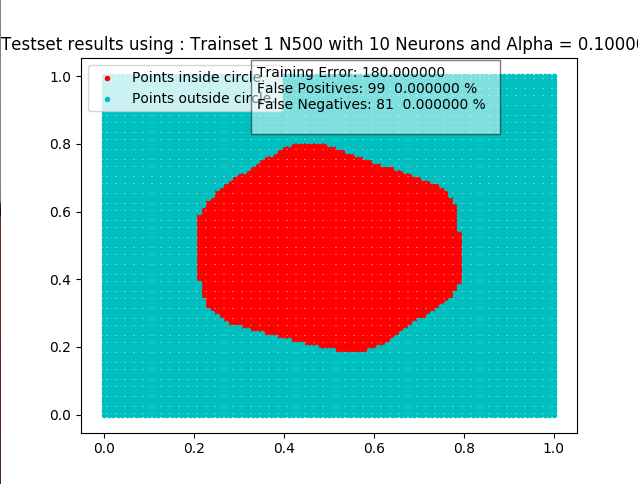 Testset results using : Trainset 1 N500 with 10 Neurons and Alpha = 0.1000
Points inside circle
Points outside circle
Training Error: 180.000000
False Positives: 99  0.000000 %
False Negatives: 81  0.000000 %
1.0
0.8
0.6
0.4
0.2
0.0
0.0 0.2 0.4 0.6 0.8 1.0